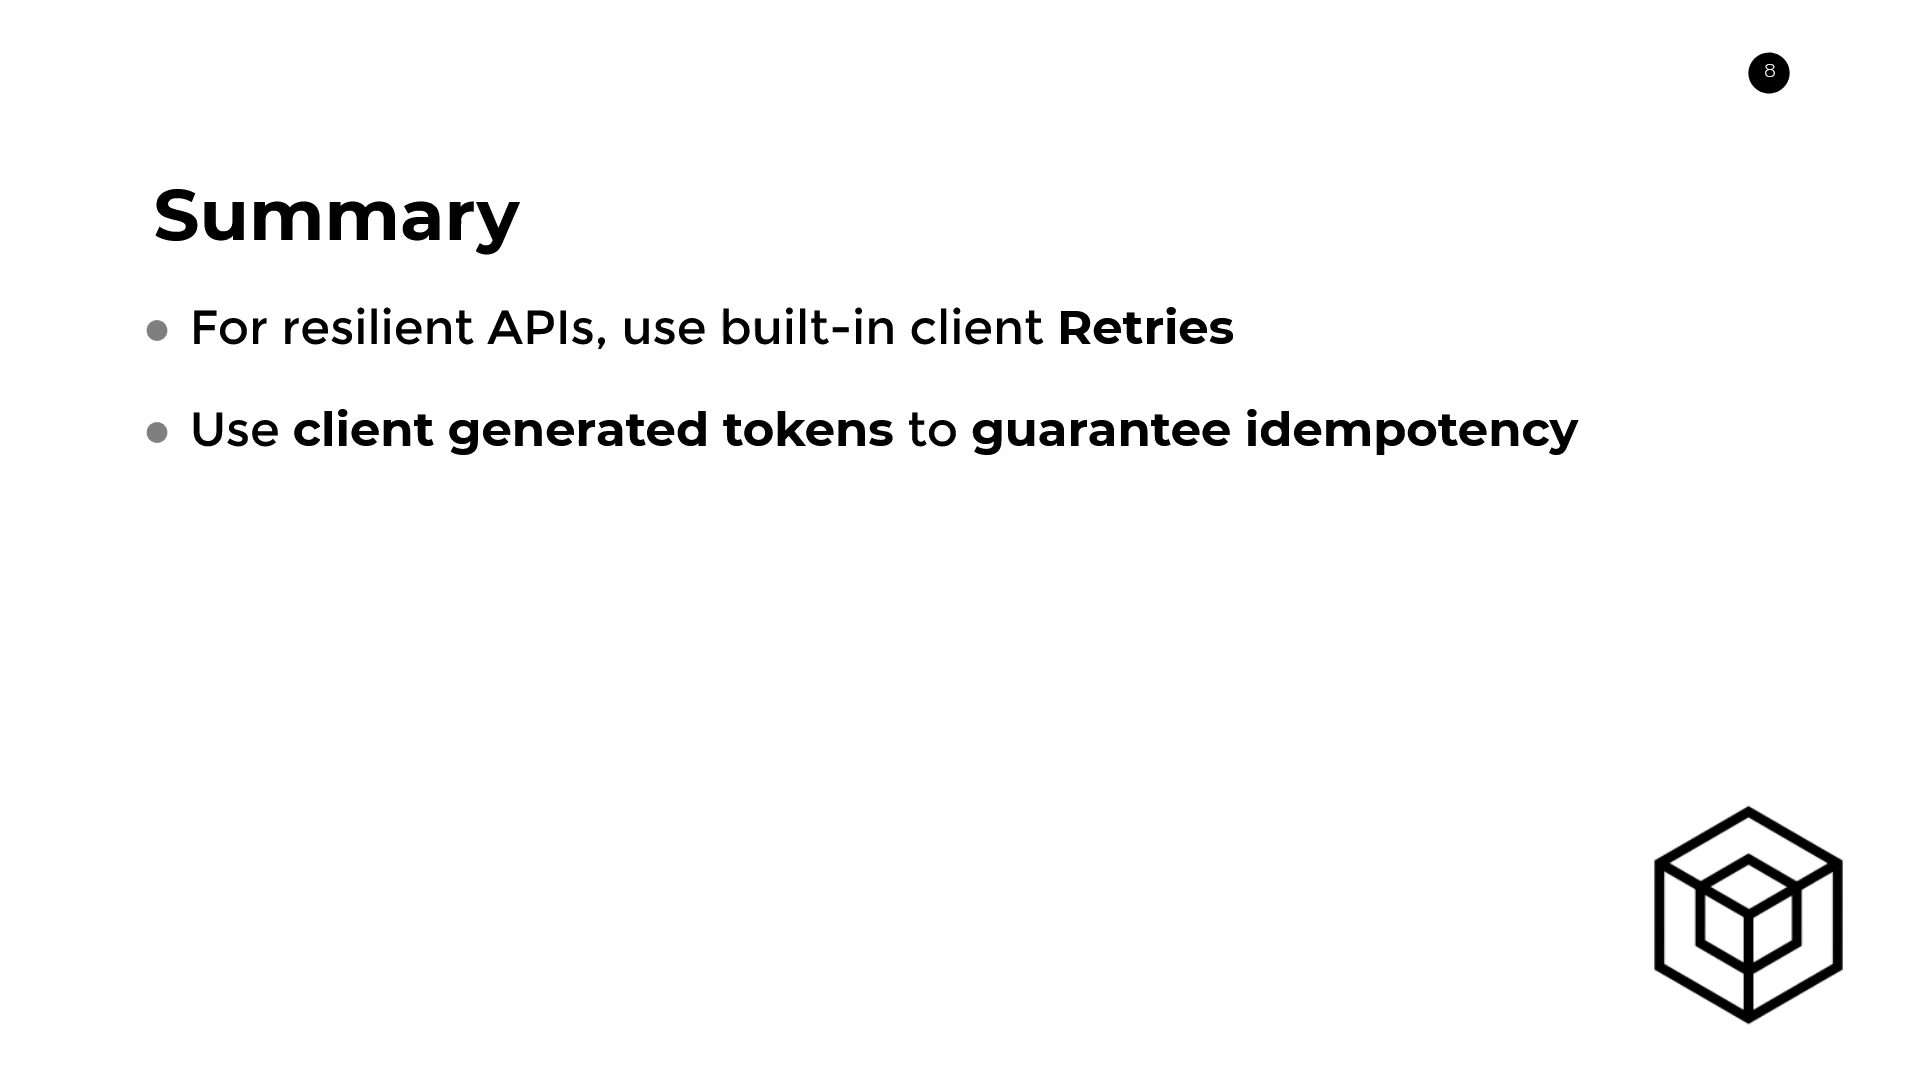 8
Summary
For resilient APIs, use built-in client Retries
Use client generated tokens to guarantee idempotency